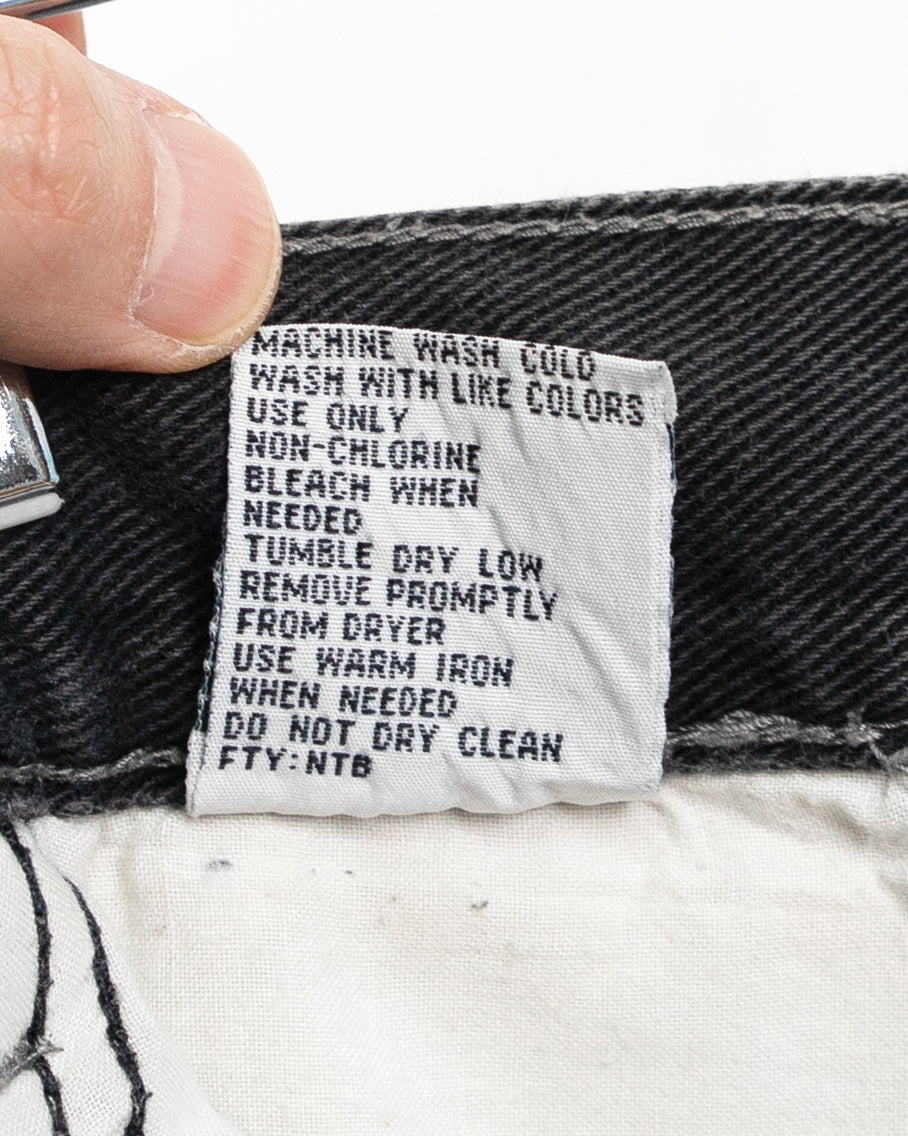 MACHINE WASH COLD
WASH WITH LIKE COLORS
USE ONLY
NON-CHLORINE
BLEACH WHEN
NEEDED
TUMBLE DRY LOW
REMOVE PROMPTLY
FROM DRYER
USE WARM IRON
WHEN NEEDED
DO NOT DRY CLEAN
FTY:NTB